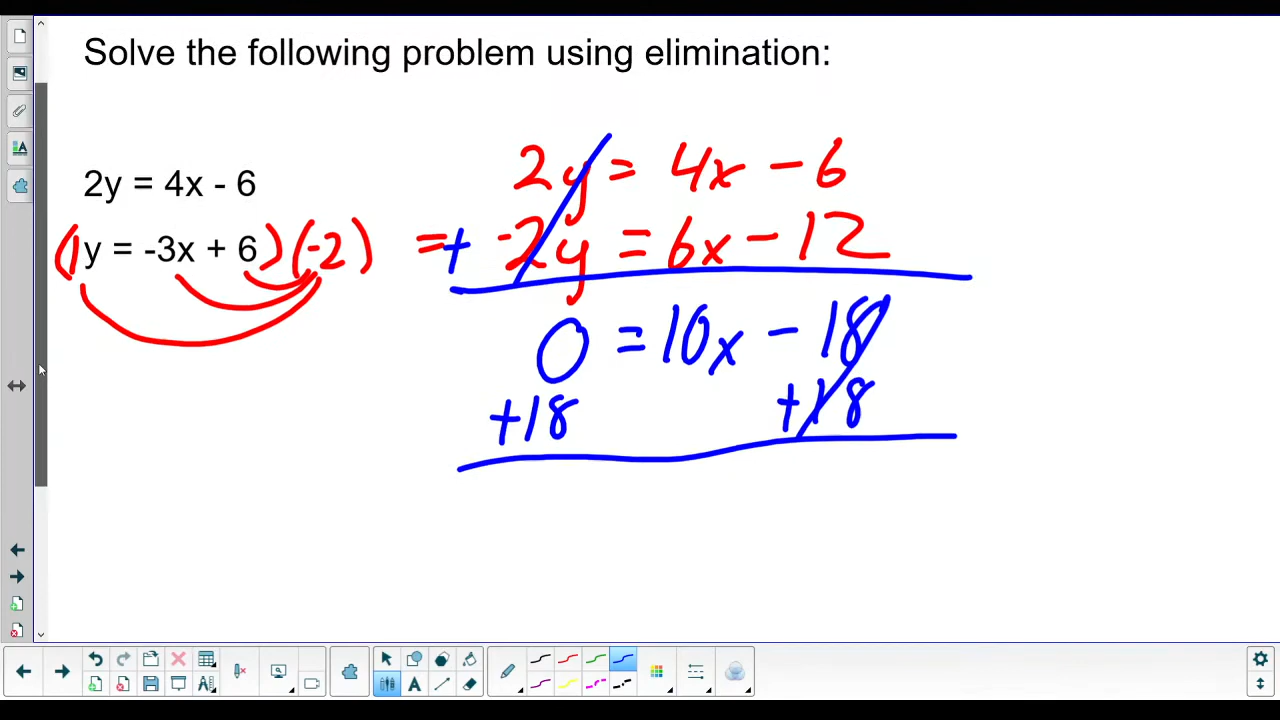 Solve the following problem using elimination:
2y = 4x - 6
(1y = -3x + 6)(-2)
2y = 4x - 6
= + -2y = 6x - 12
0 = 10x - 18
+18 +18